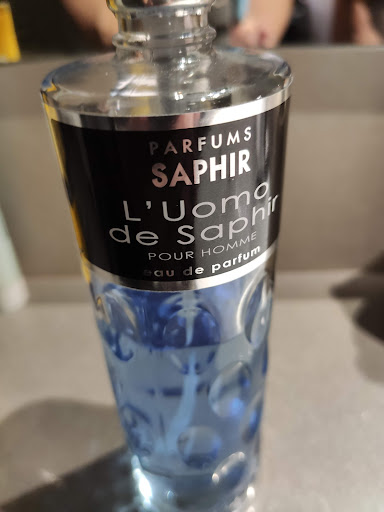 PARFUMS
SAPHIR
L'Uomo
de Saphir
POUR HOMME
eau de parfum